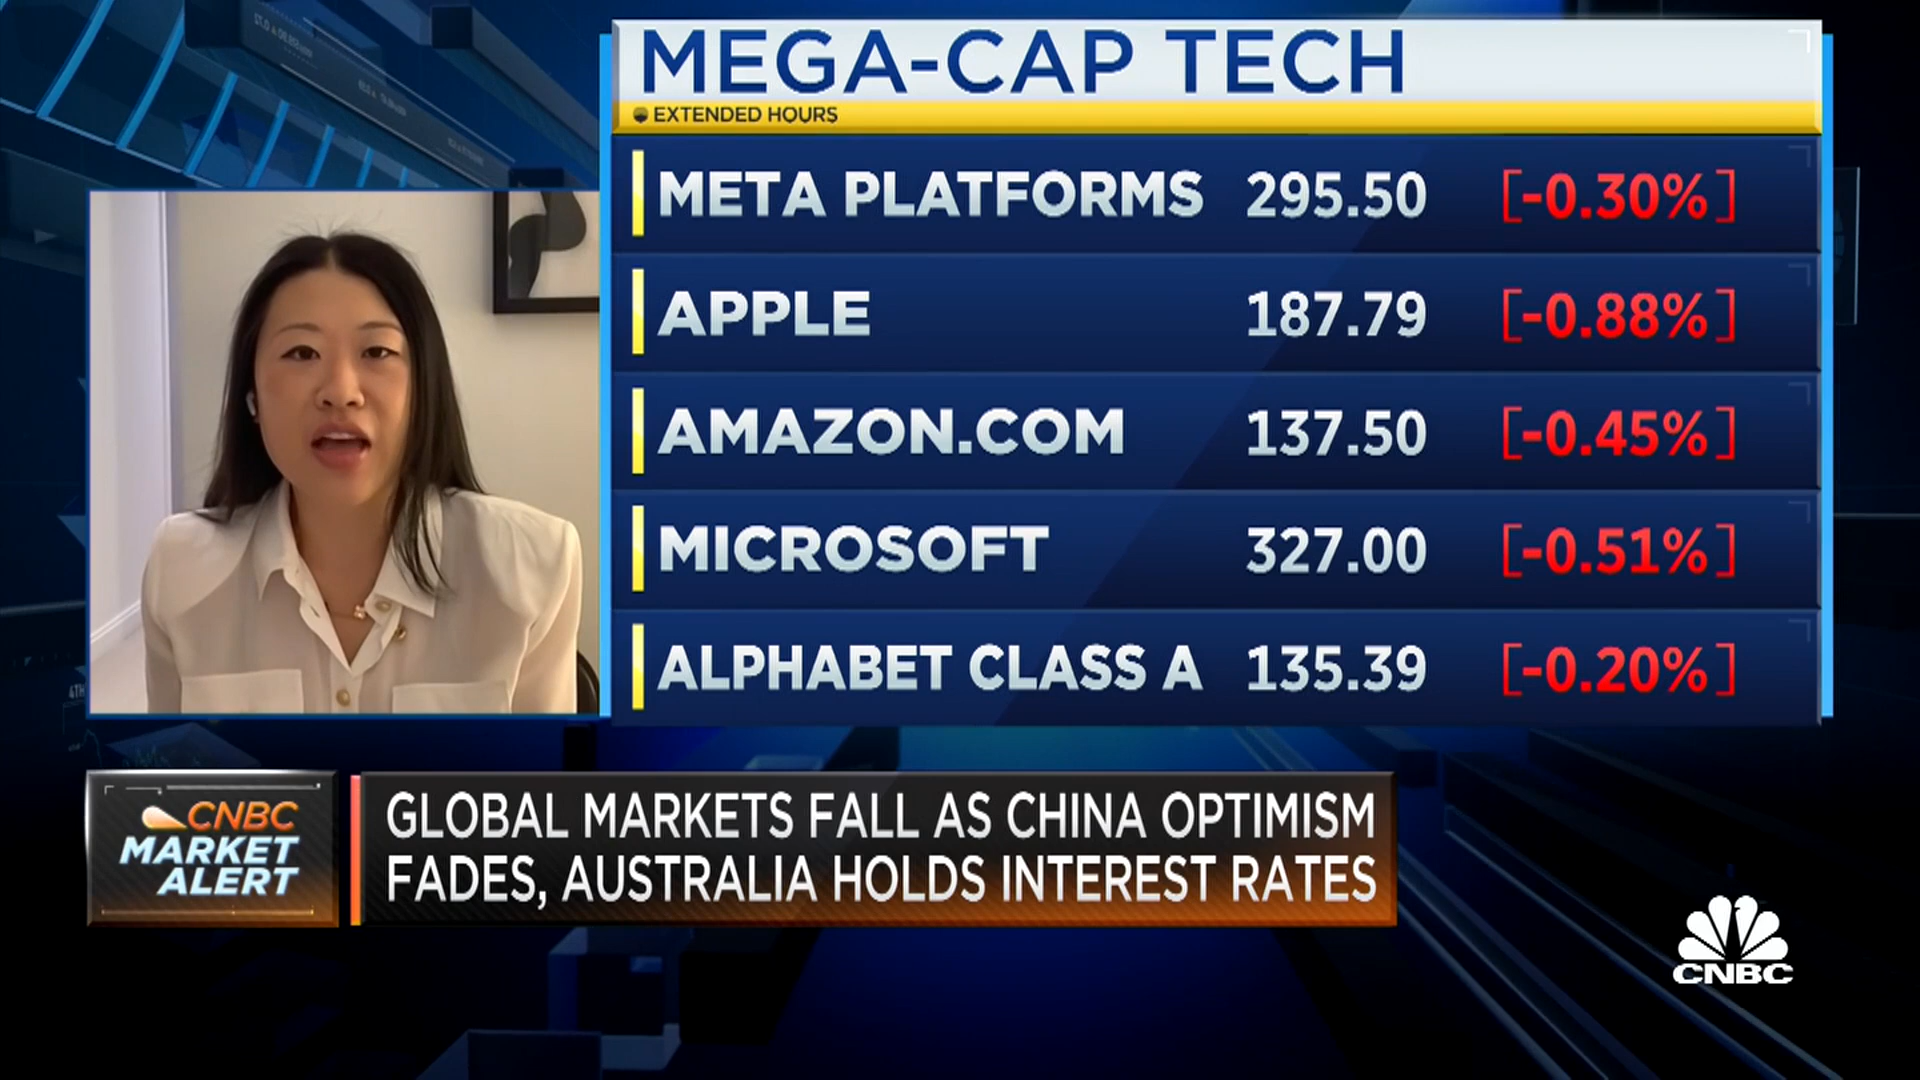 MEGA-CAP TECH
EXTENDED HOURS
META PLATFORMS 295.50 [-0.30%]
APPLE 187.79 [-0.88%]
AMAZON.COM 137.50 [-0.45%]
MICROSOFT 327.00 [-0.51%]
ALPHABET CLASS A 135.39 [-0.20%]
CNBC
MARKET
ALERT
GLOBAL MARKETS FALL AS CHINA OPTIMISM
FADES, AUSTRALIA HOLDS INTEREST RATES
CNBC